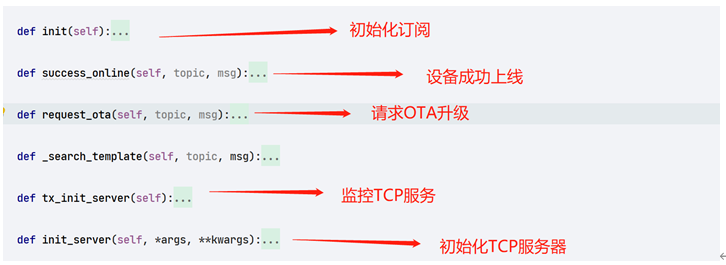 def init(self):... 初始化订阅
def success_online(self, topic, msg):... 设备成功上线
def request_ota(self, topic, msg):... 请求OTA升级
def _search_template(self, topic, msg):...
def tx_init_server(self):... 监控TCP服务
def init_server(self, *args, **kwargs):... 初始化TCP服务器